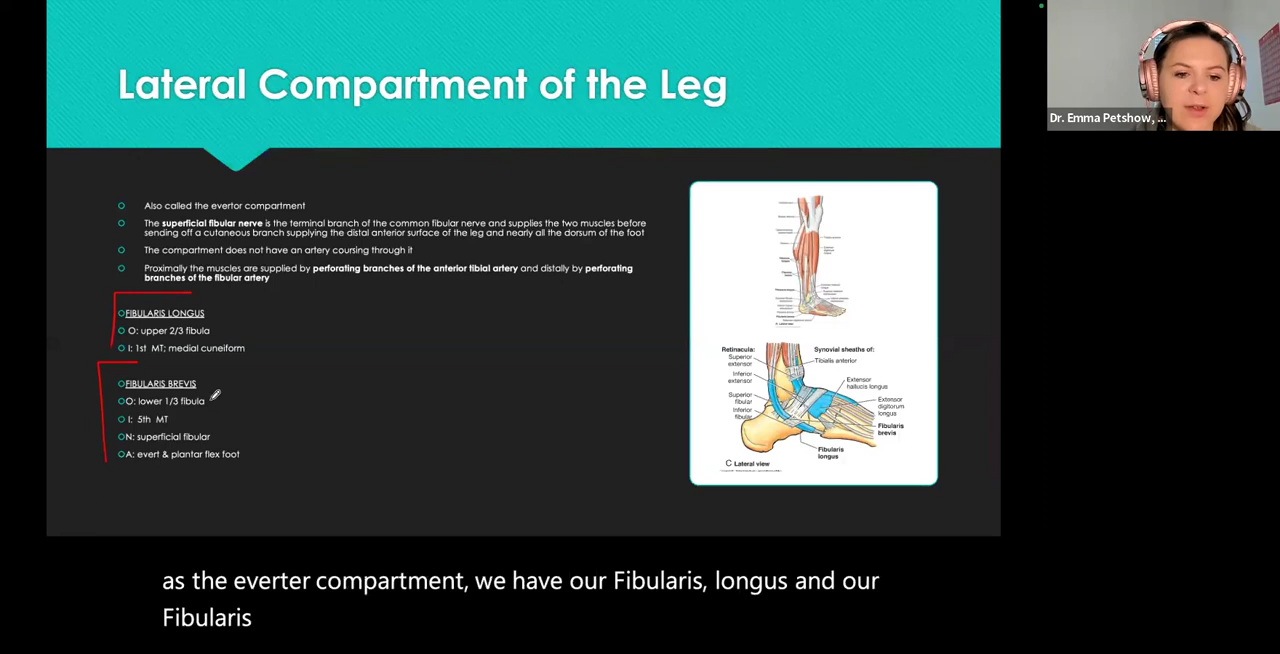 Lateral Compartment of the Leg
Dr. Emma Petshow, ...
Also called the evertor compartment
The superficial fibular nerve is the terminal branch of the common fibular nerve and supplies the two muscles before
sending off a cutaneous branch supplying the distal anterior surface of the leg and nearly all the dorsum of the foot
The compartment does not have an artery coursing through it
Proximally the muscles are supplied by perforating branches of the anterior tibial artery and distally by perforating
branches of the fibular artery
FIBULARIS LONGUS
O: upper 2/3 fibula
I: 1st MT; medial cuneiform
FIBULARIS BREVIS
O: lower 1/3 fibula
I: 5th MT
N: superficial fibular
A: evert & plantar flex foot
Retinacula:
Superior
extensor
Inferior
extensor
Superior
fibular
Inferior
fibular
Synovial sheaths of:
Tibialis anterior
Extensor
hallucis longus
Extensor
digitorum
longus
Fibularis
brevis
Fibularis
longus
C Lateral view
as the everter compartment, we have our Fibularis, longus and our
Fibularis